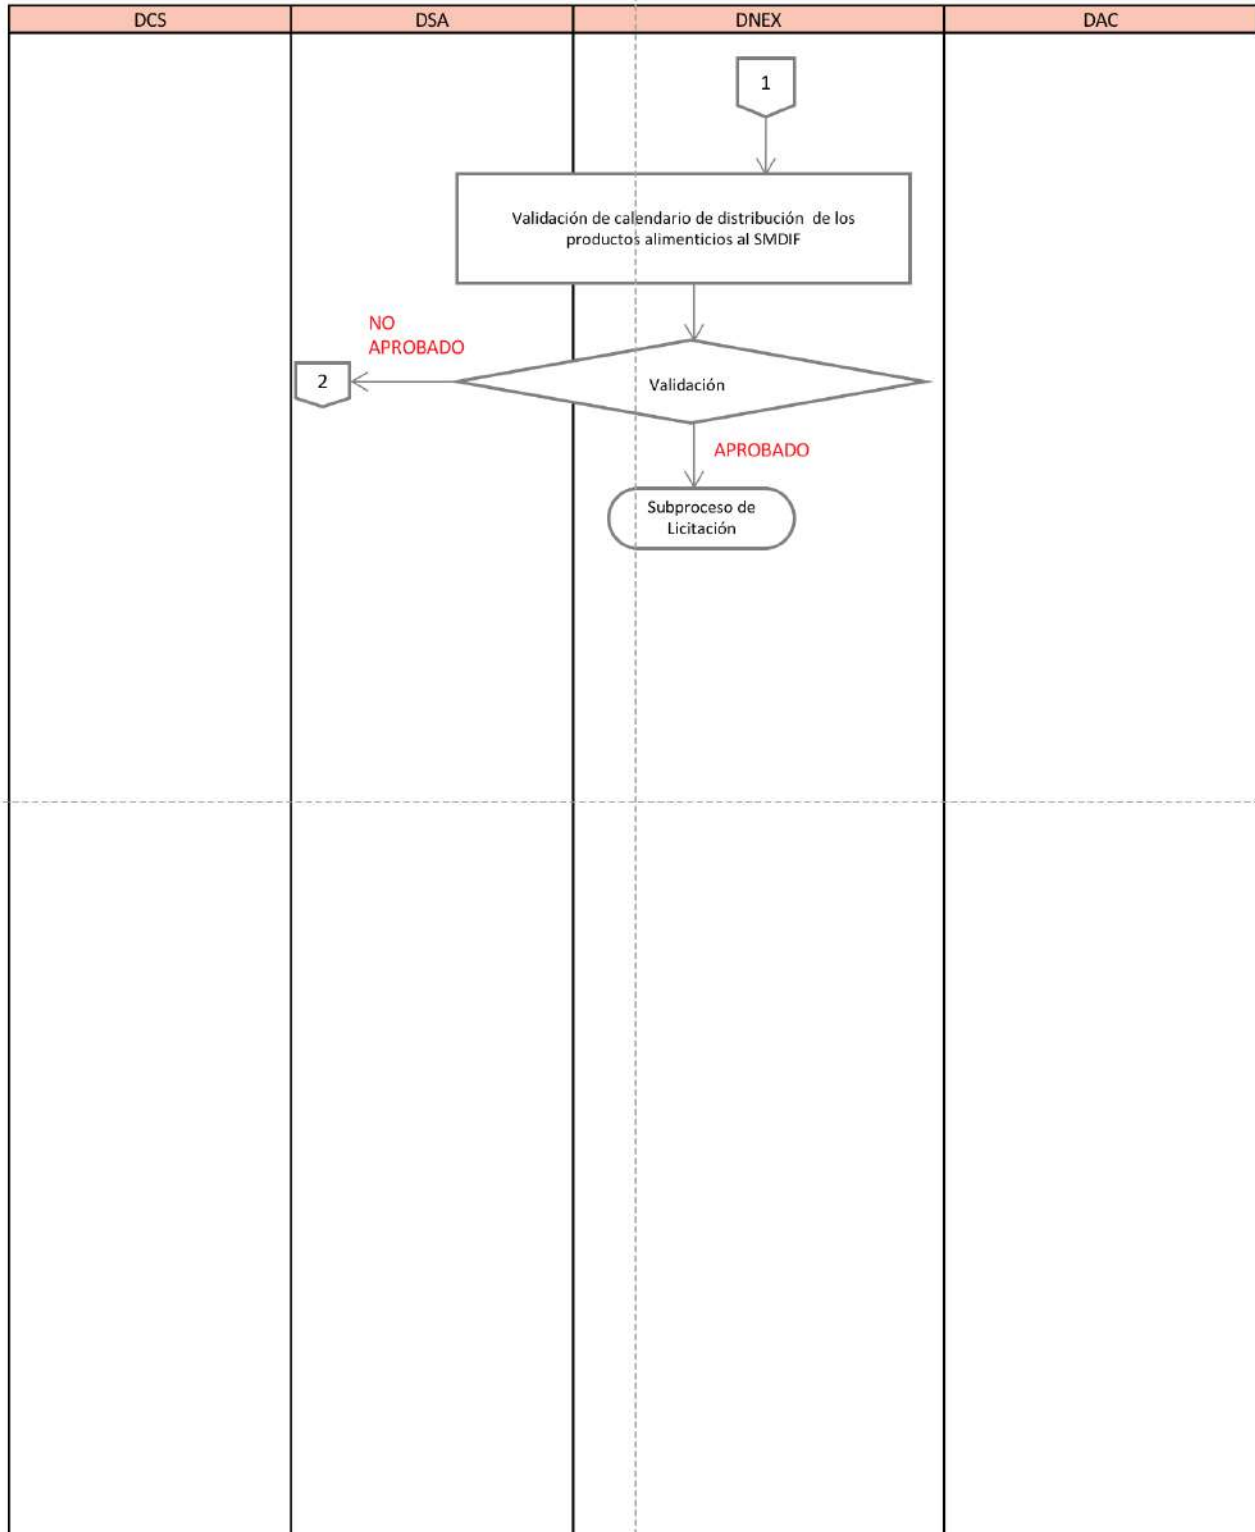 DCS DSA DNEX DAC
1
Validación de calendario de distribución de los
productos alimenticios al SMDIF
NO
APROBADO
2
Validación
APROBADO
Subproceso de
Licitación